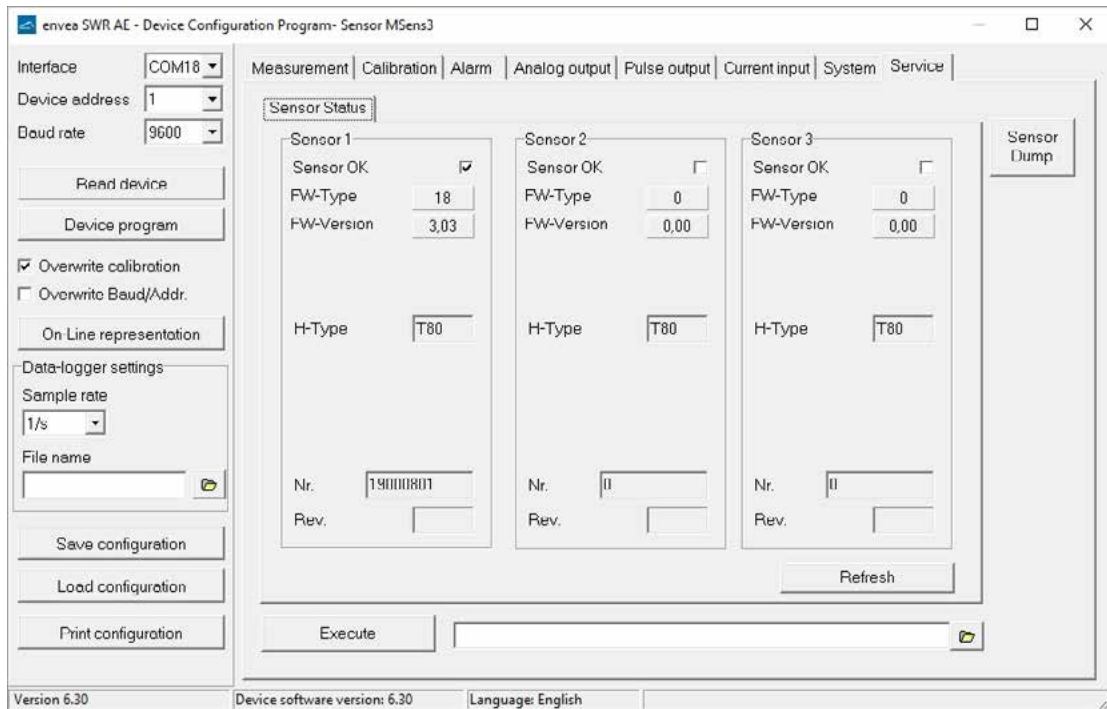 envea SWR AE - Device Configuration Program- Sensor MSens3
Interface COM18
Device address 1
Baud rate 9600
Read device
Device program
Overwrite calibration
Overwrite Baud/Addr.
On-Line representation
Data-logger settings
Sample rate
1/s
File name
Save configuration
Load configuration
Print configuration
Measurement Calibration Alarm Analog output Pulse output Current input System Service
Sensor Status
Sensor 1
Sensor OK
FW-Type 18
FW-Version 3,03
H-Type T80
Nr. 19000801
Rev.
Sensor 2
Sensor OK
FW-Type 0
FW-Version 0,00
H-Type T80
Nr. 0
Rev.
Sensor 3
Sensor OK
FW-Type 0
FW-Version 0,00
H-Type T80
Nr. 0
Rev.
Refresh
Sensor
Dump
Execute
Version 6.30 Device software version: 6.30 Language: English